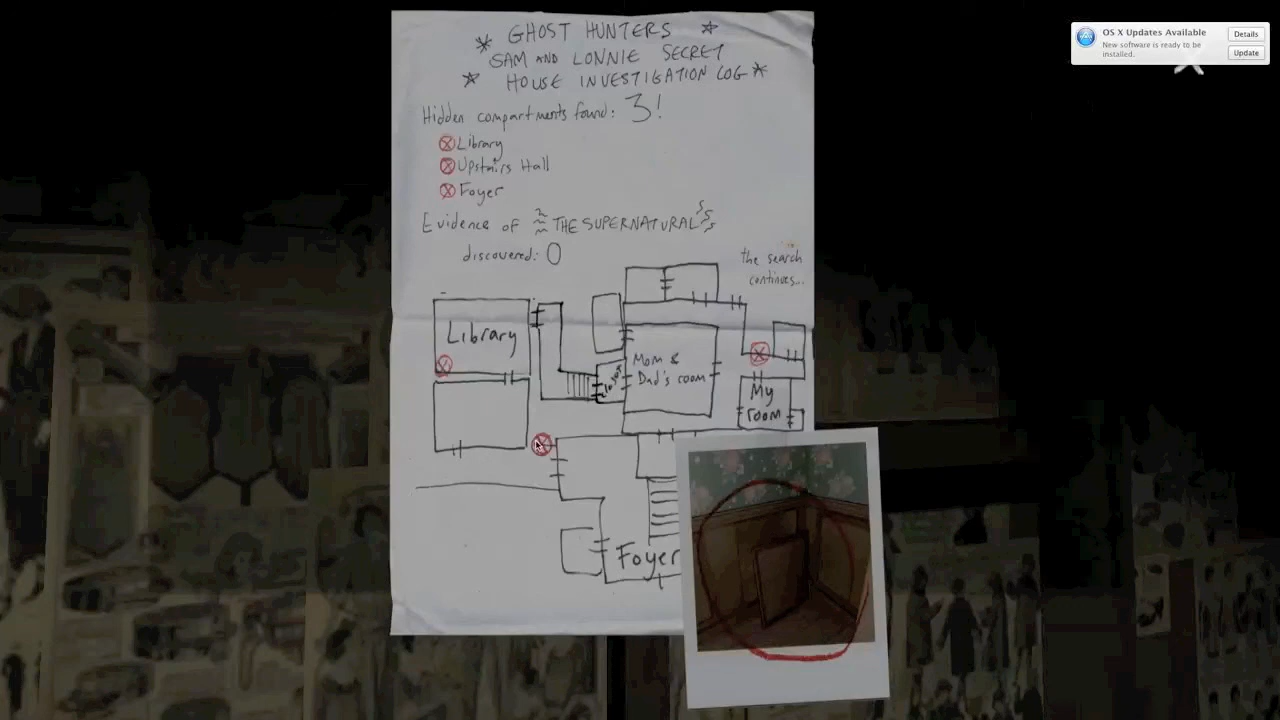 GHOST HUNTERS
SAM AND LONNIE SECRET
HOUSE INVESTIGATION LOG
Hidden compartments found: 3!
Library
Upstairs Hall
Foyer
Evidence of THE SUPERNATURAL
discovered: 0
the search
continues...
Library
Mom &
Dad's room
My
room
Foyer
OS X Updates Available
New software is ready to be
installed.
Details
Update